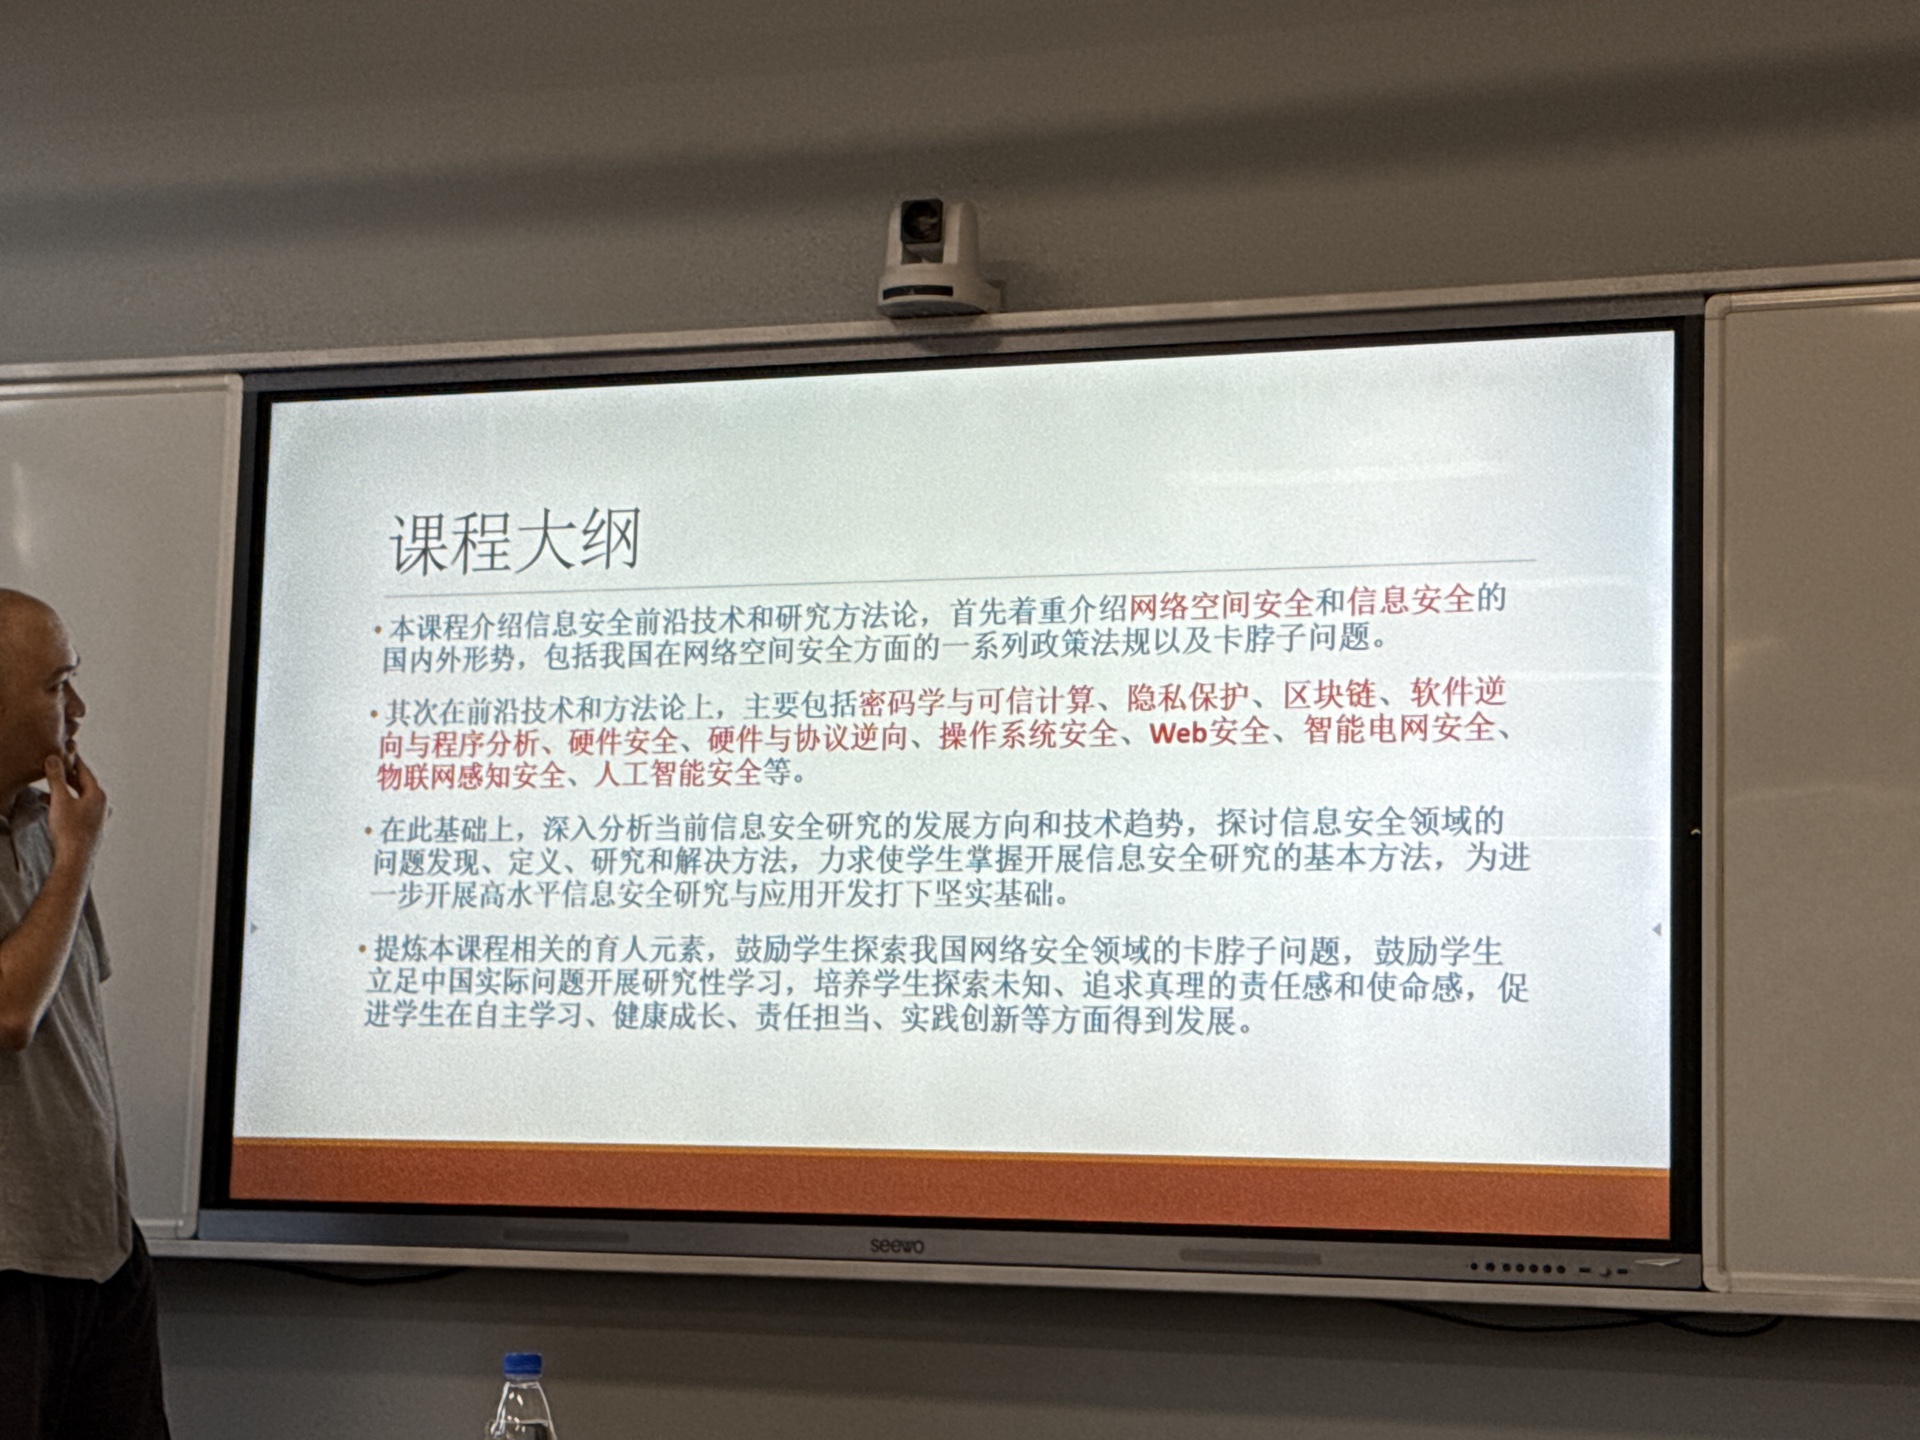 课程大纲
•本课程介绍信息安全前沿技术和研究方法论，首先着重介绍网络空间安全和信息安全的
国内外形势，包括我国在网络空间安全方面的一系列政策法规以及卡脖子问题。
•其次在前沿技术和方法论上，主要包括密码学与可信计算、隐私保护、区块链、软件逆
向与程序分析、硬件安全、硬件与协议逆向、操作系统安全、Web安全、智能电网安全、
物联网感知安全、人工智能安全等。
•在此基础上，深入分析当前信息安全研究的发展方向和技术趋势，探讨信息安全领域的
问题发现、定义、研究和解决方法，力求使学生掌握开展信息安全研究的基本方法，为进
一步开展高水平信息安全研究与应用开发打下坚实基础。
•提炼本课程相关的育人元素，鼓励学生探索我国网络安全领域的卡脖子问题，鼓励学生
立足中国实际问题开展研究性学习，培养学生探索未知、追求真理的责任感和使命感，促
进学生在自主学习、健康成长、责任担当、实践创新等方面得到发展。
seewo